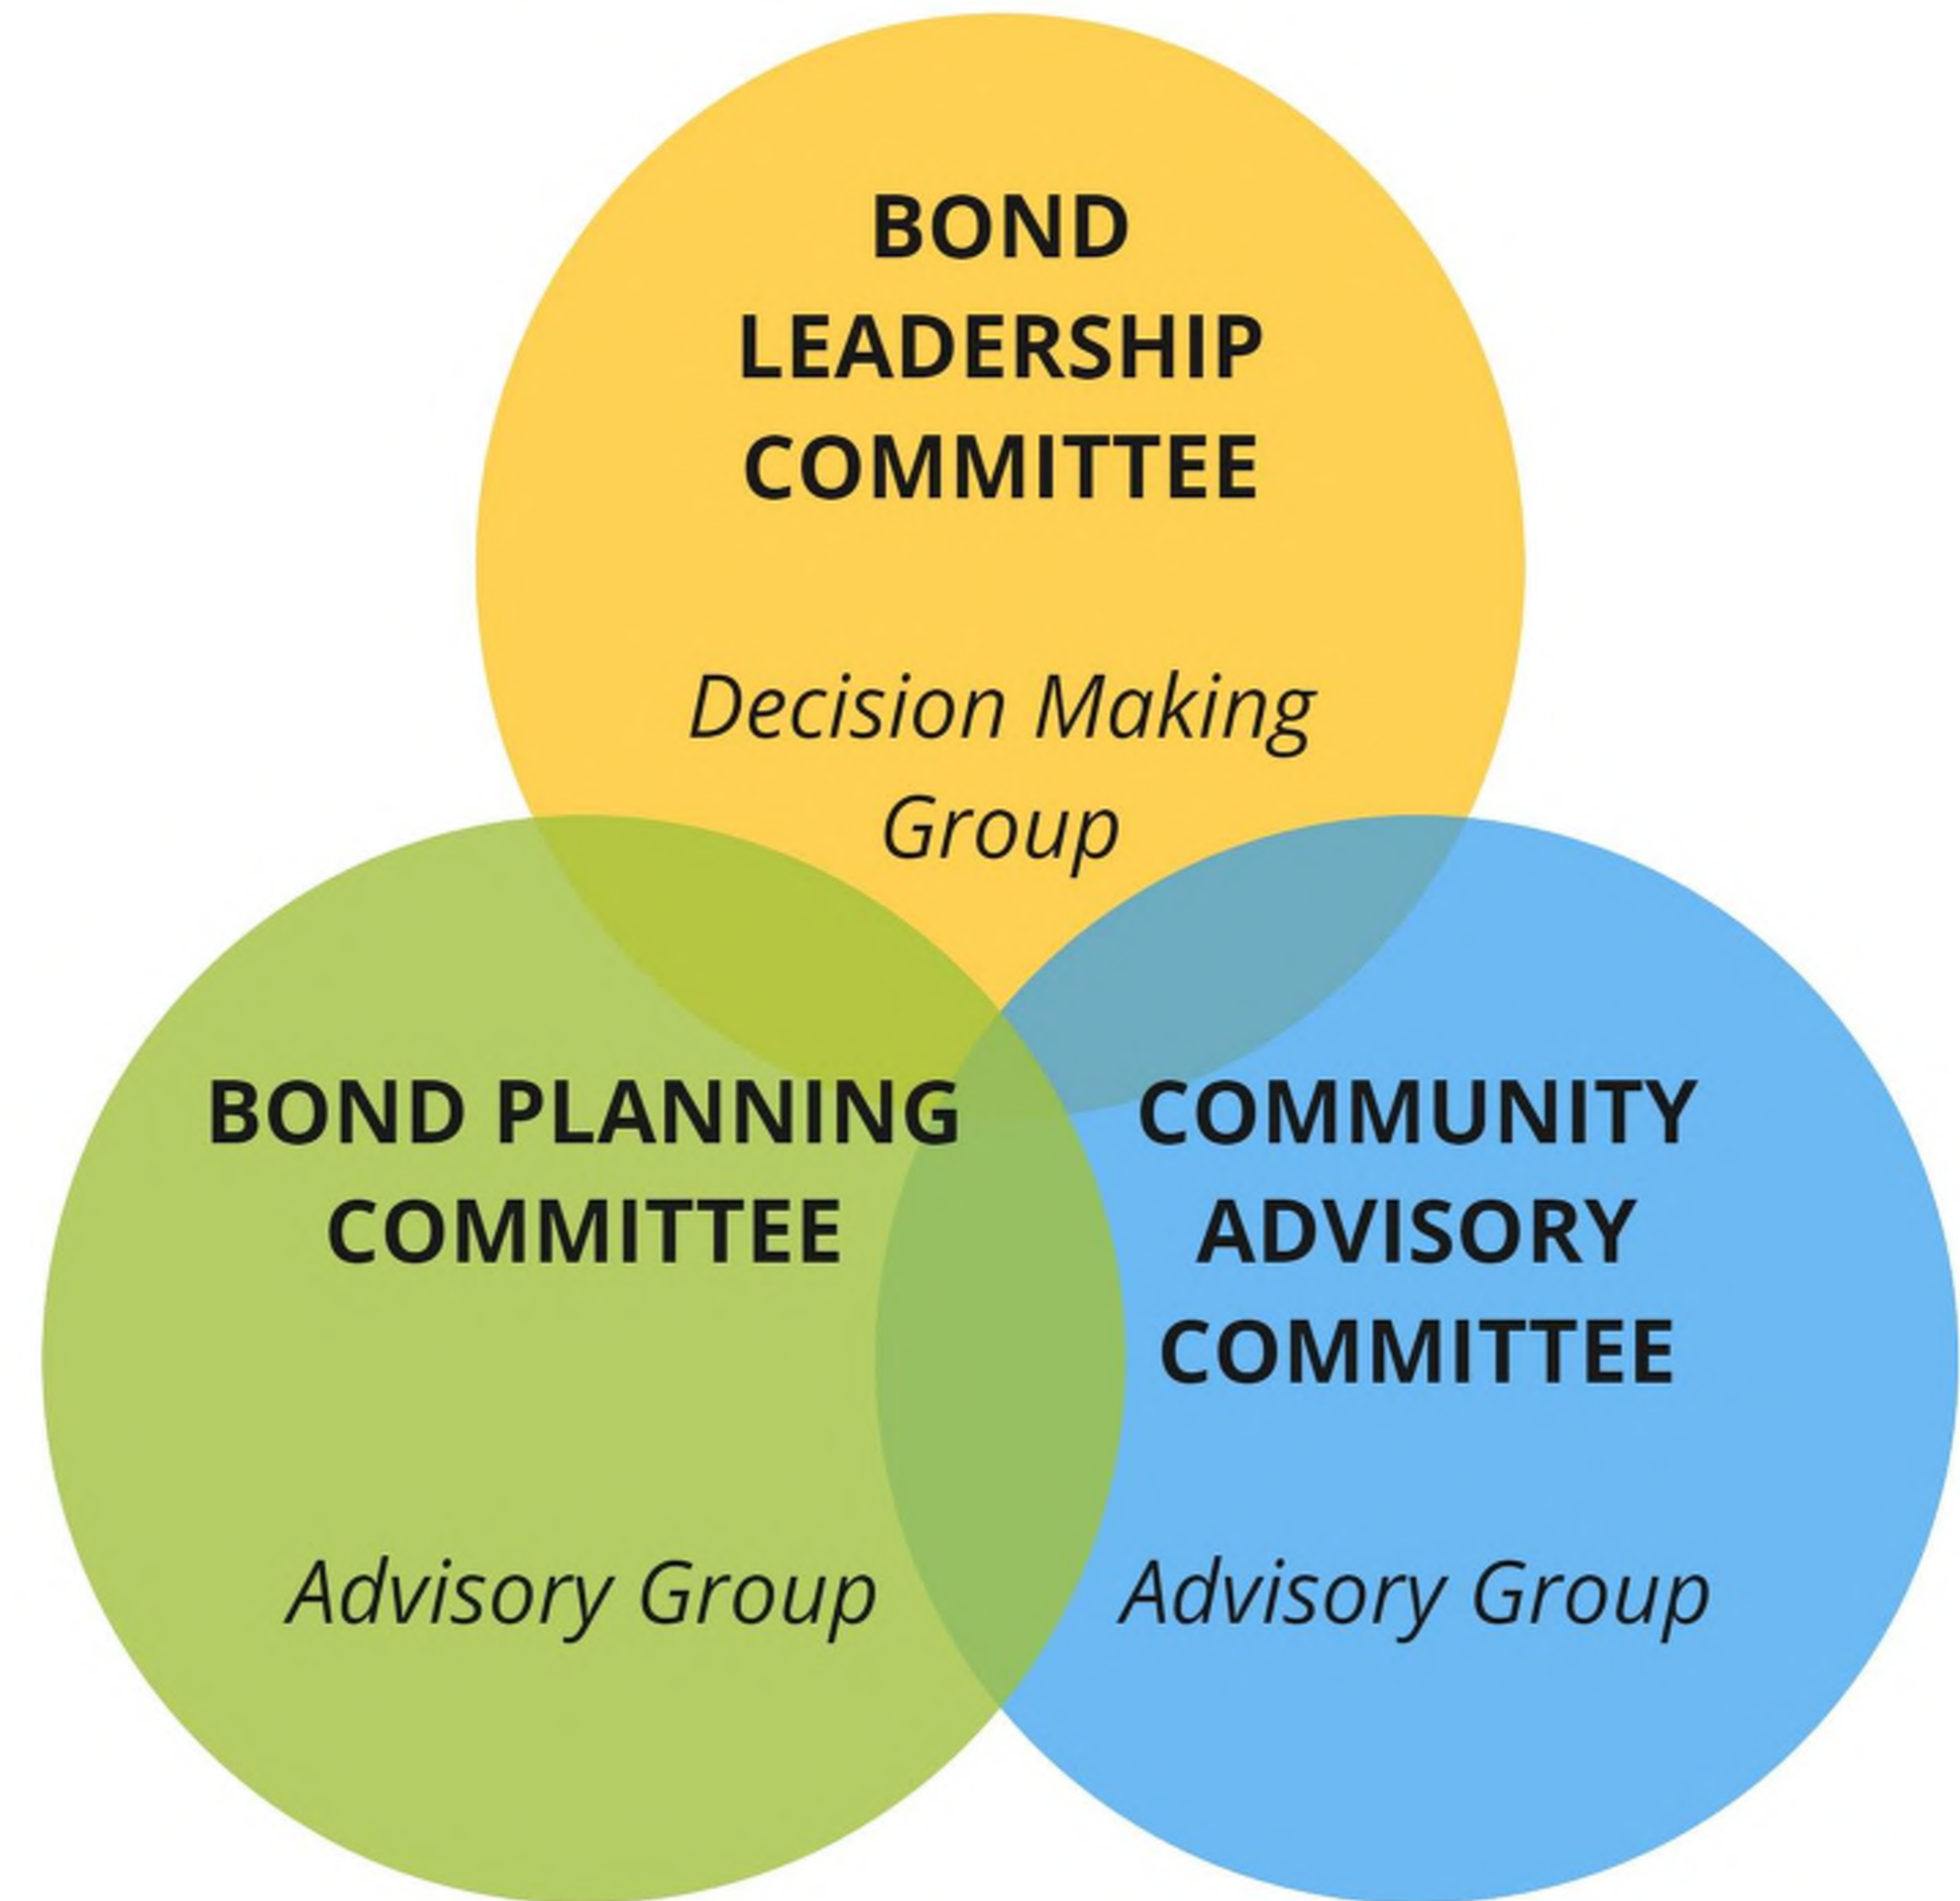 BOND
LEADERSHIP
COMMITTEE
Decision Making
Group
BOND PLANNING
COMMITTEE
Advisory Group
COMMUNITY
ADVISORY
COMMITTEE
Advisory Group